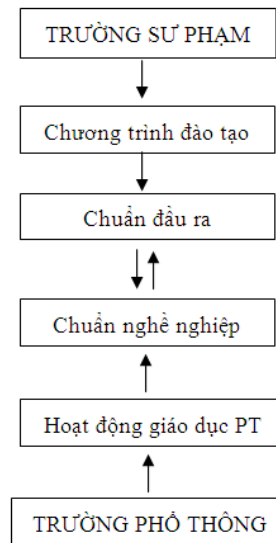 TRƯỜNG SƯ PHẠM
Chương trình đào tạo
Chuẩn đầu ra
Chuẩn nghề nghiệp
Hoạt động giáo dục PT
TRƯỜNG PHỔ THÔNG